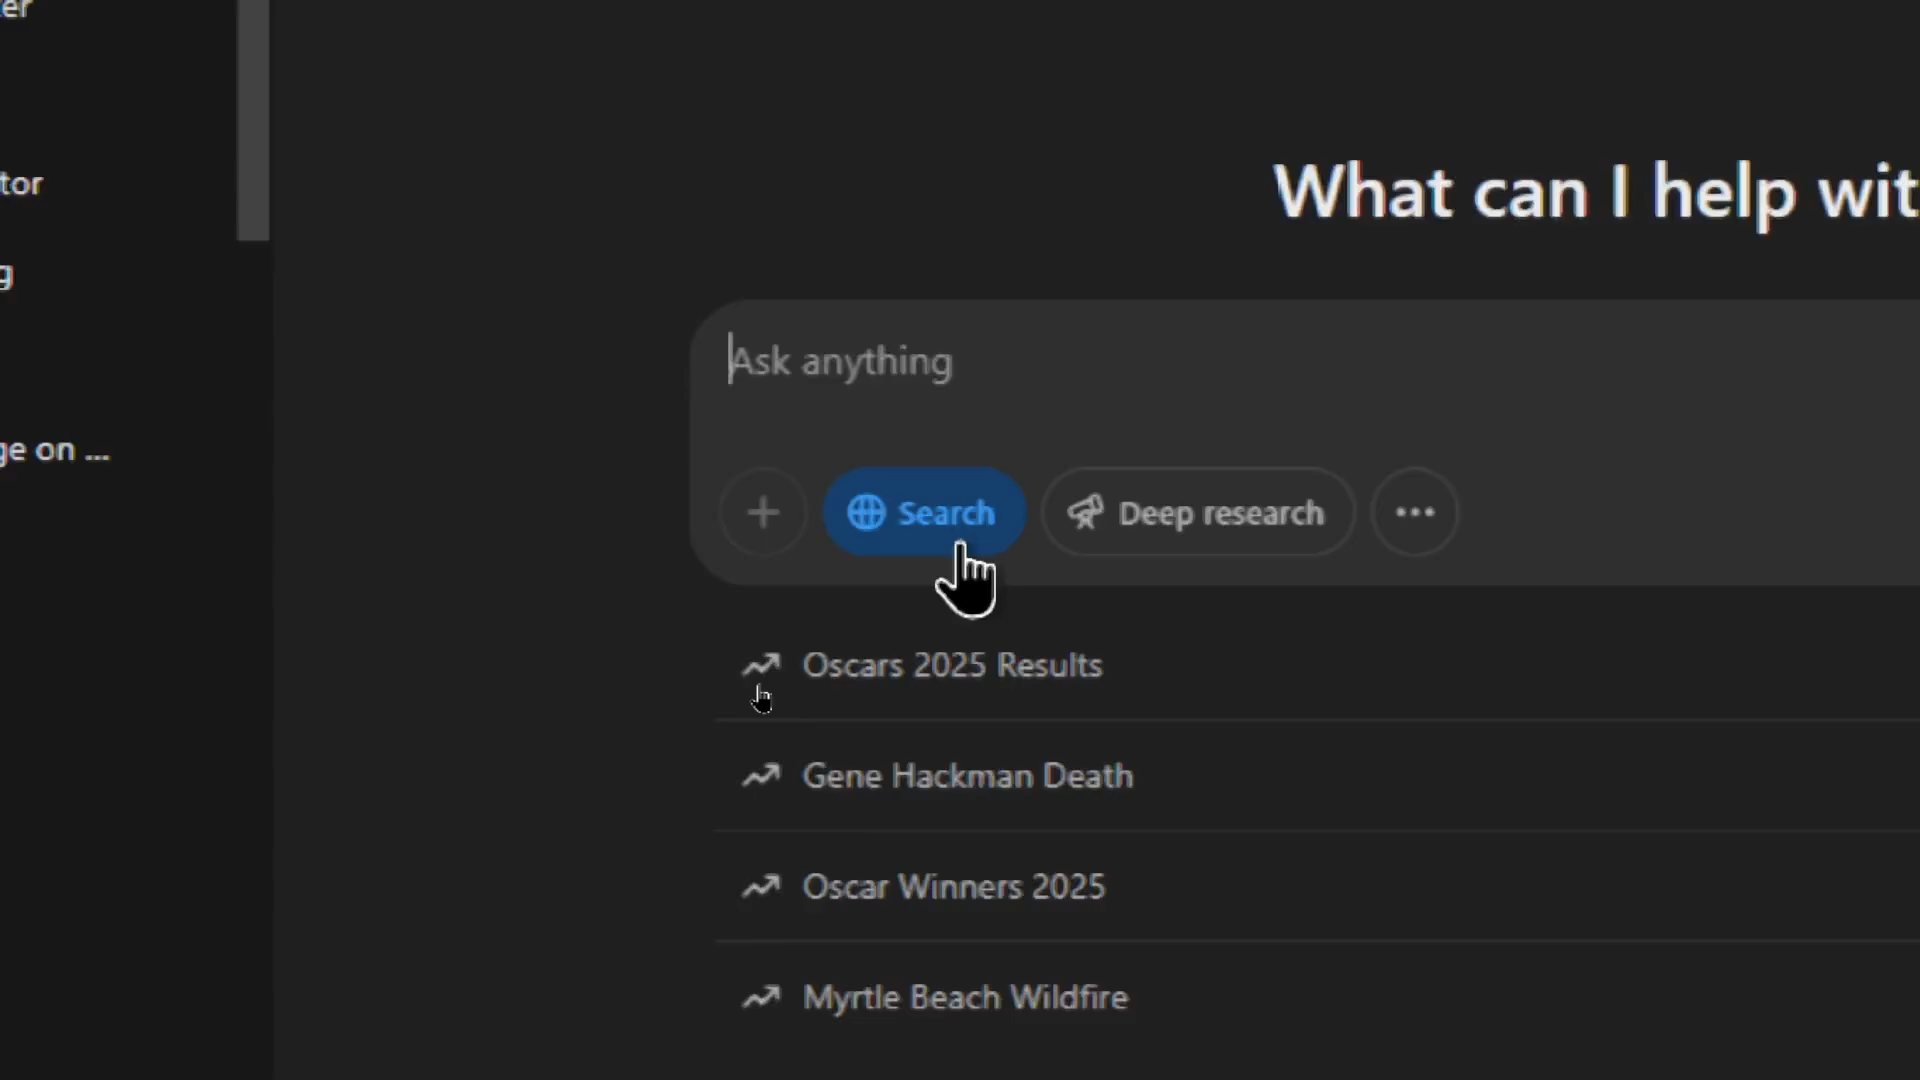 er
tor
g
ge on ...
What can I help wit
Ask anything
Search
Deep research
Oscars 2025 Results
Gene Hackman Death
Oscar Winners 2025
Myrtle Beach Wildfire